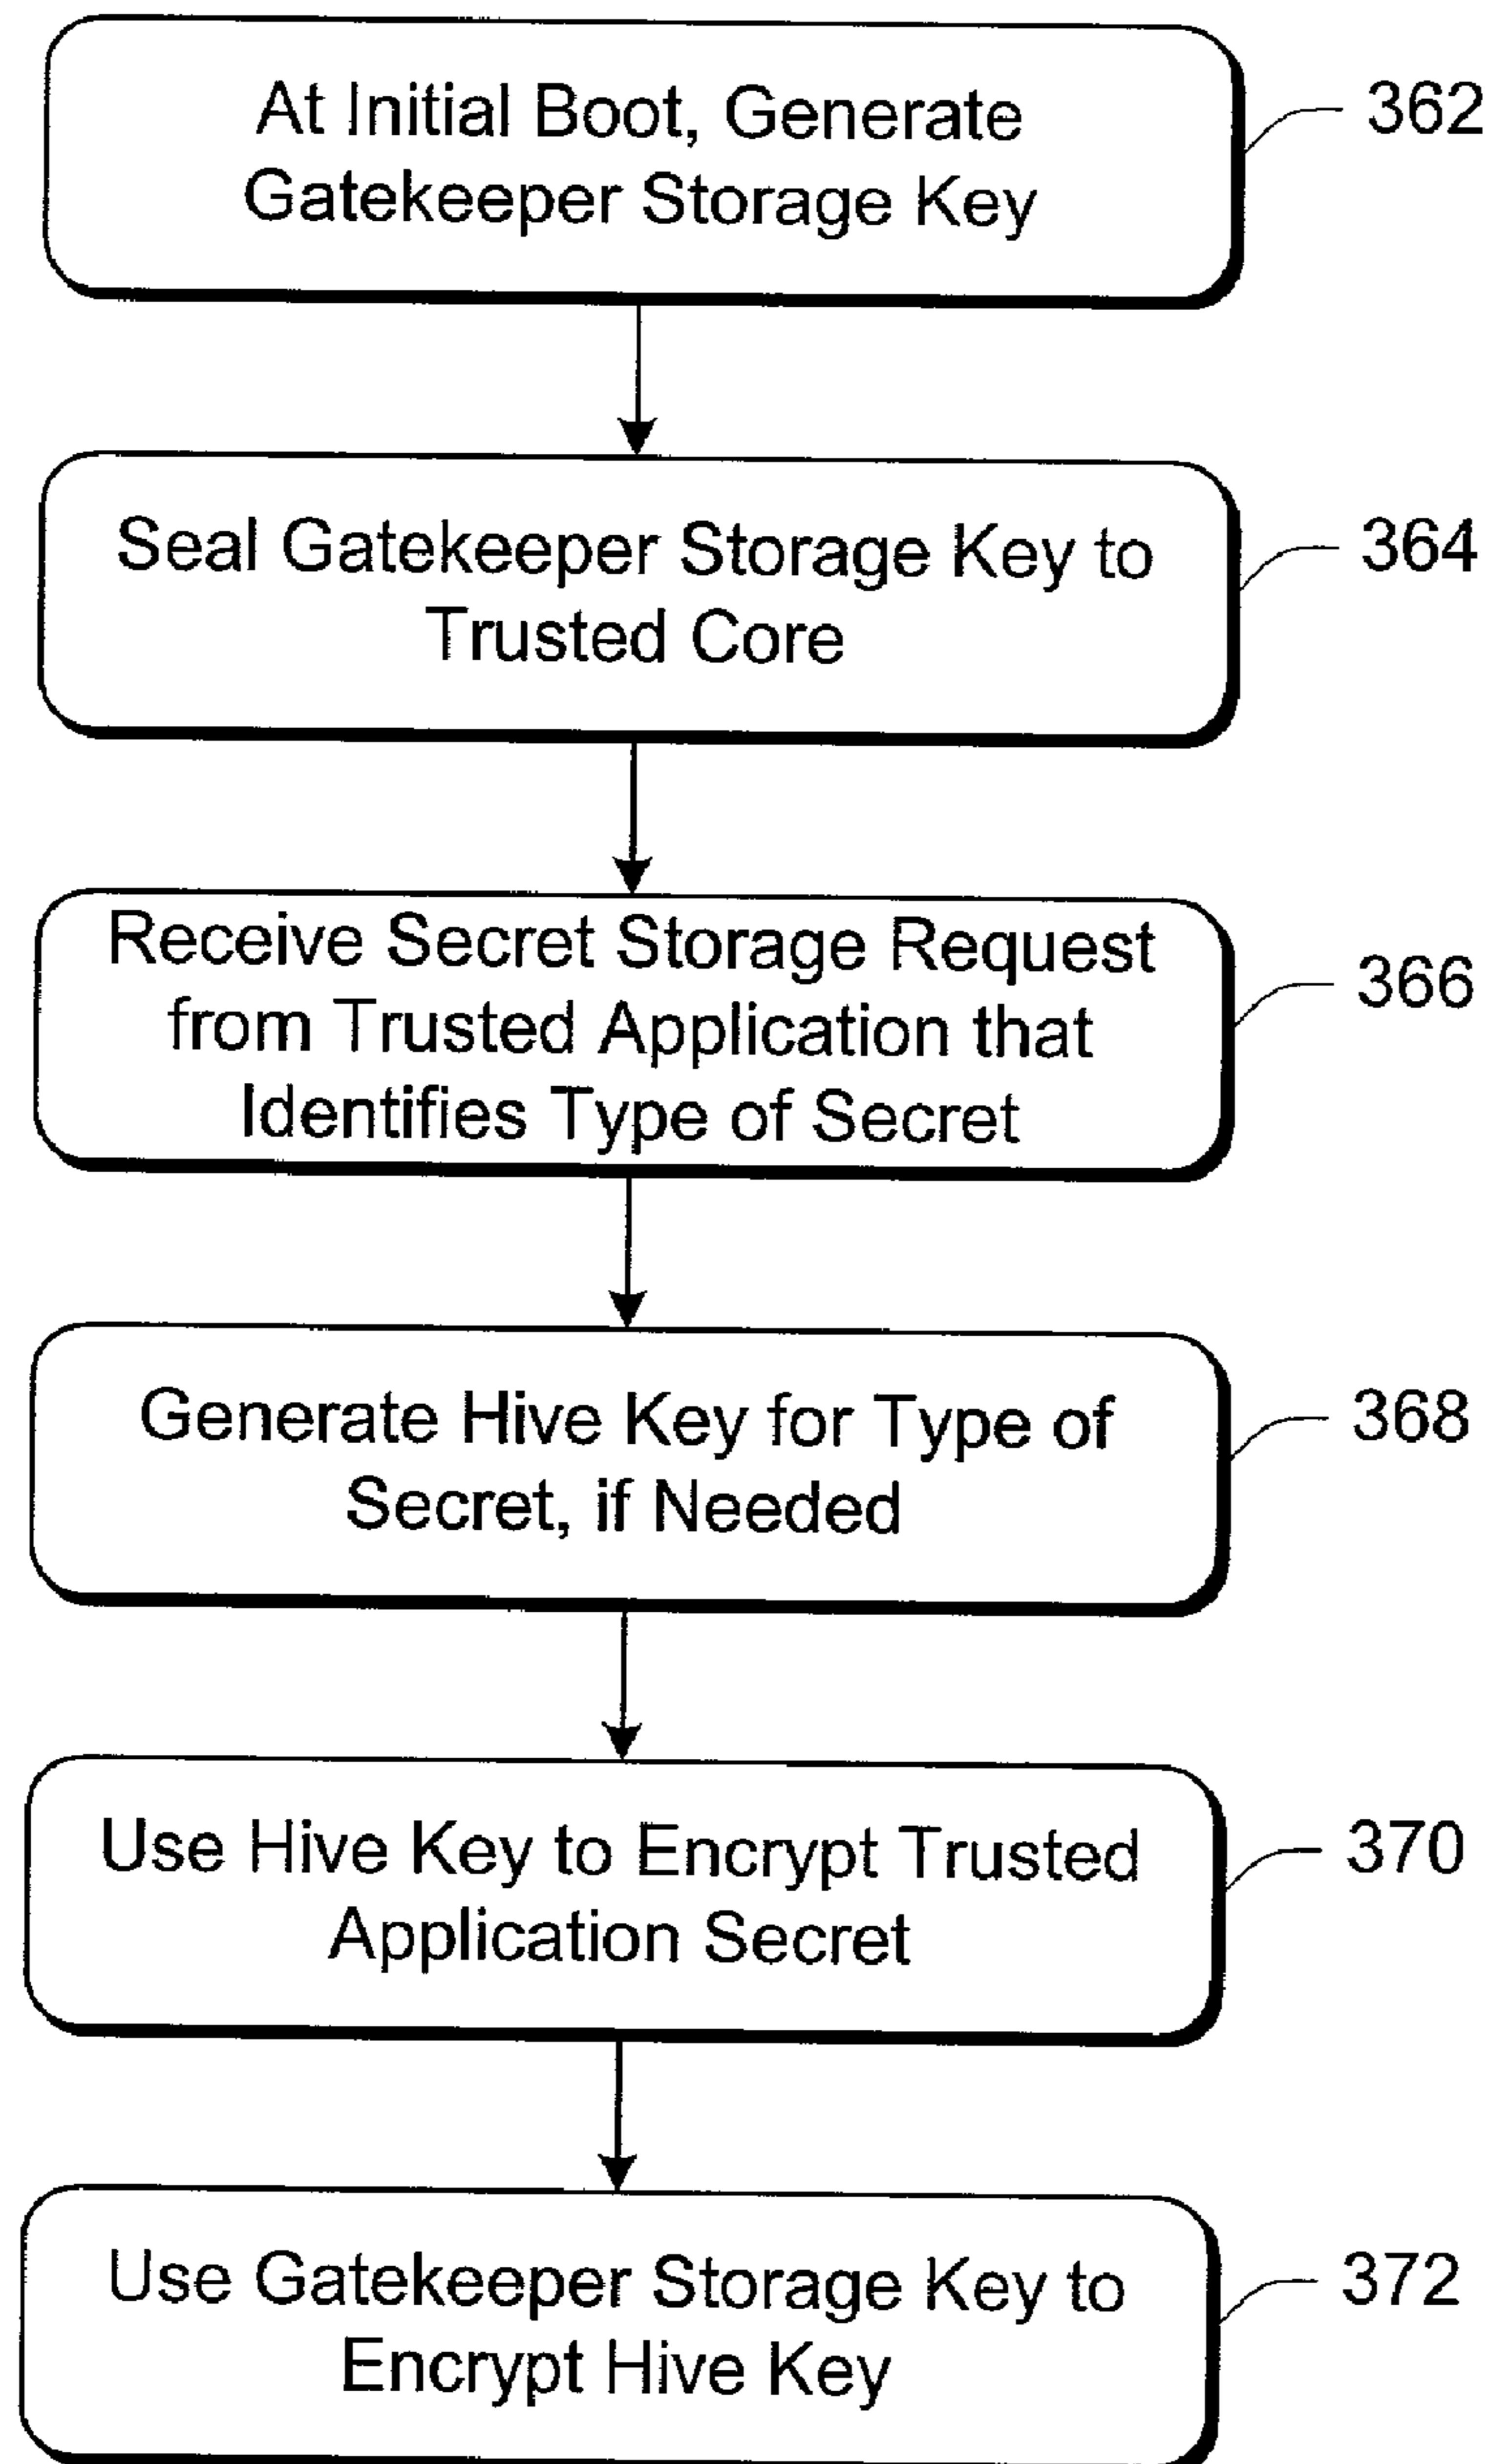 At Initial Boot, Generate
Gatekeeper Storage Key
362
Seal Gatekeeper Storage Key to
Trusted Core
364
Receive Secret Storage Request
from Trusted Application that
Identifies Type of Secret
366
Generate Hive Key for Type of
Secret, if Needed
368
Use Hive Key to Encrypt Trusted
Application Secret
370
Use Gatekeeper Storage Key to
Encrypt Hive Key
372